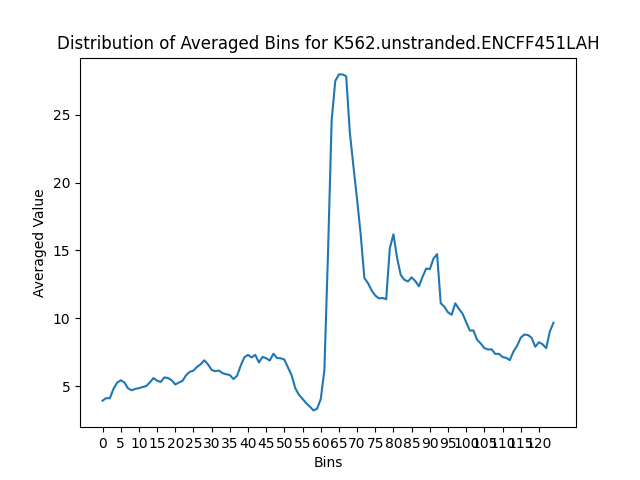 Distribution of Averaged Bins for K562.unstranded.ENCFF451LAH
Averaged Value
25
20
15
10
5
0 5 10 15 20 25 30 35 40 45 50 55 60 65 70 75 80 85 90 95 100 105 110 115 120
Bins